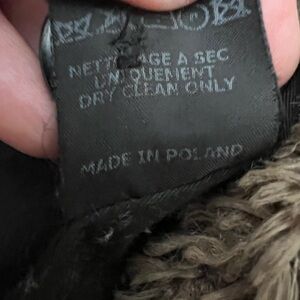 NETTOYAGE A SEC
UNIQUEMENT
DRY CLEAN ONLY
MADE IN POLAND